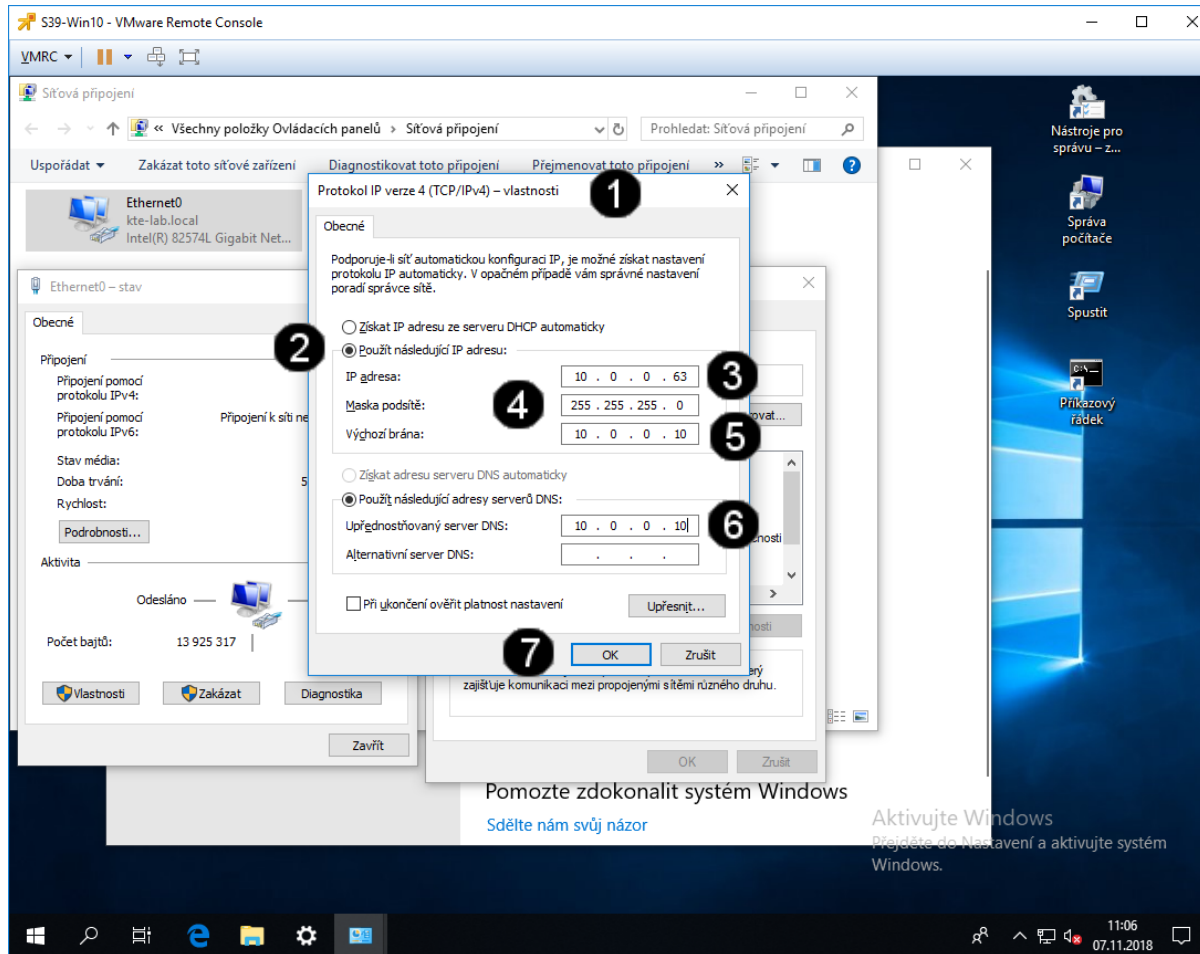 S39-Win10 - VMware Remote Console
VMRC
Síťová připojení
« Všechny položky Ovládacích panelů › Síťová připojení
Prohledat: Síťová připojení
Uspořádat
Zakázat toto síťové zařízení
Diagnostikovat toto připojení
Přejmenovat toto připojení
»
Ethernet0
kte-lab.local
Intel(R) 82574L Gigabit Net...
Protokol IP verze 4 (TCP/IPv4) – vlastnosti
1
Obecné
Podporuje-li síť automatickou konfiguraci IP, je možné získat nastavení
protokolu IP automaticky. V opačném případě vám správné nastavení
poradí správce sítě.
Získat IP adresu ze serveru DHCP automaticky
2
Použít následující IP adresu:
IP adresa:
10 . 0 . 0 . 63
3
Maska podsítě:
4
255 . 255 . 255 . 0
Výchozí brána:
10 . 0 . 0 . 10
5
Získat adresu serveru DNS automaticky
Použít následující adresy serverů DNS:
Upřednostňovaný server DNS:
10 . 0 . 0 . 10
6
Alternativní server DNS:
. . .
Při ukončení ověřit platnost nastavení
Upřesnit...
7
OK
Zrušit
Ethernet0 – stav
Obecné
Připojení
Připojení pomocí
protokolu IPv4:
Připojení pomocí
protokolu IPv6:
Připojení k síti ne
Stav média:
Doba trvání:
5
Rychlost:
Podrobnosti...
Aktivita
Odesláno
Počet bajtů:
13 925 317
Vlastnosti
Zakázat
Diagnostika
Zavřít
ovat...
nosti
zajišťuje komunikaci mezi propojenými sítěmi různého druhu.
OK
Zrušit
Pomozte zdokonalit systém Windows
Sdělte nám svůj názor
Nástroje pro
správu – z...
Správa
počítače
Spustit
Příkazový
řádek
Aktivujte Windows
Přejděte do Nastavení a aktivujte systém
Windows.
11:06
07.11.2018